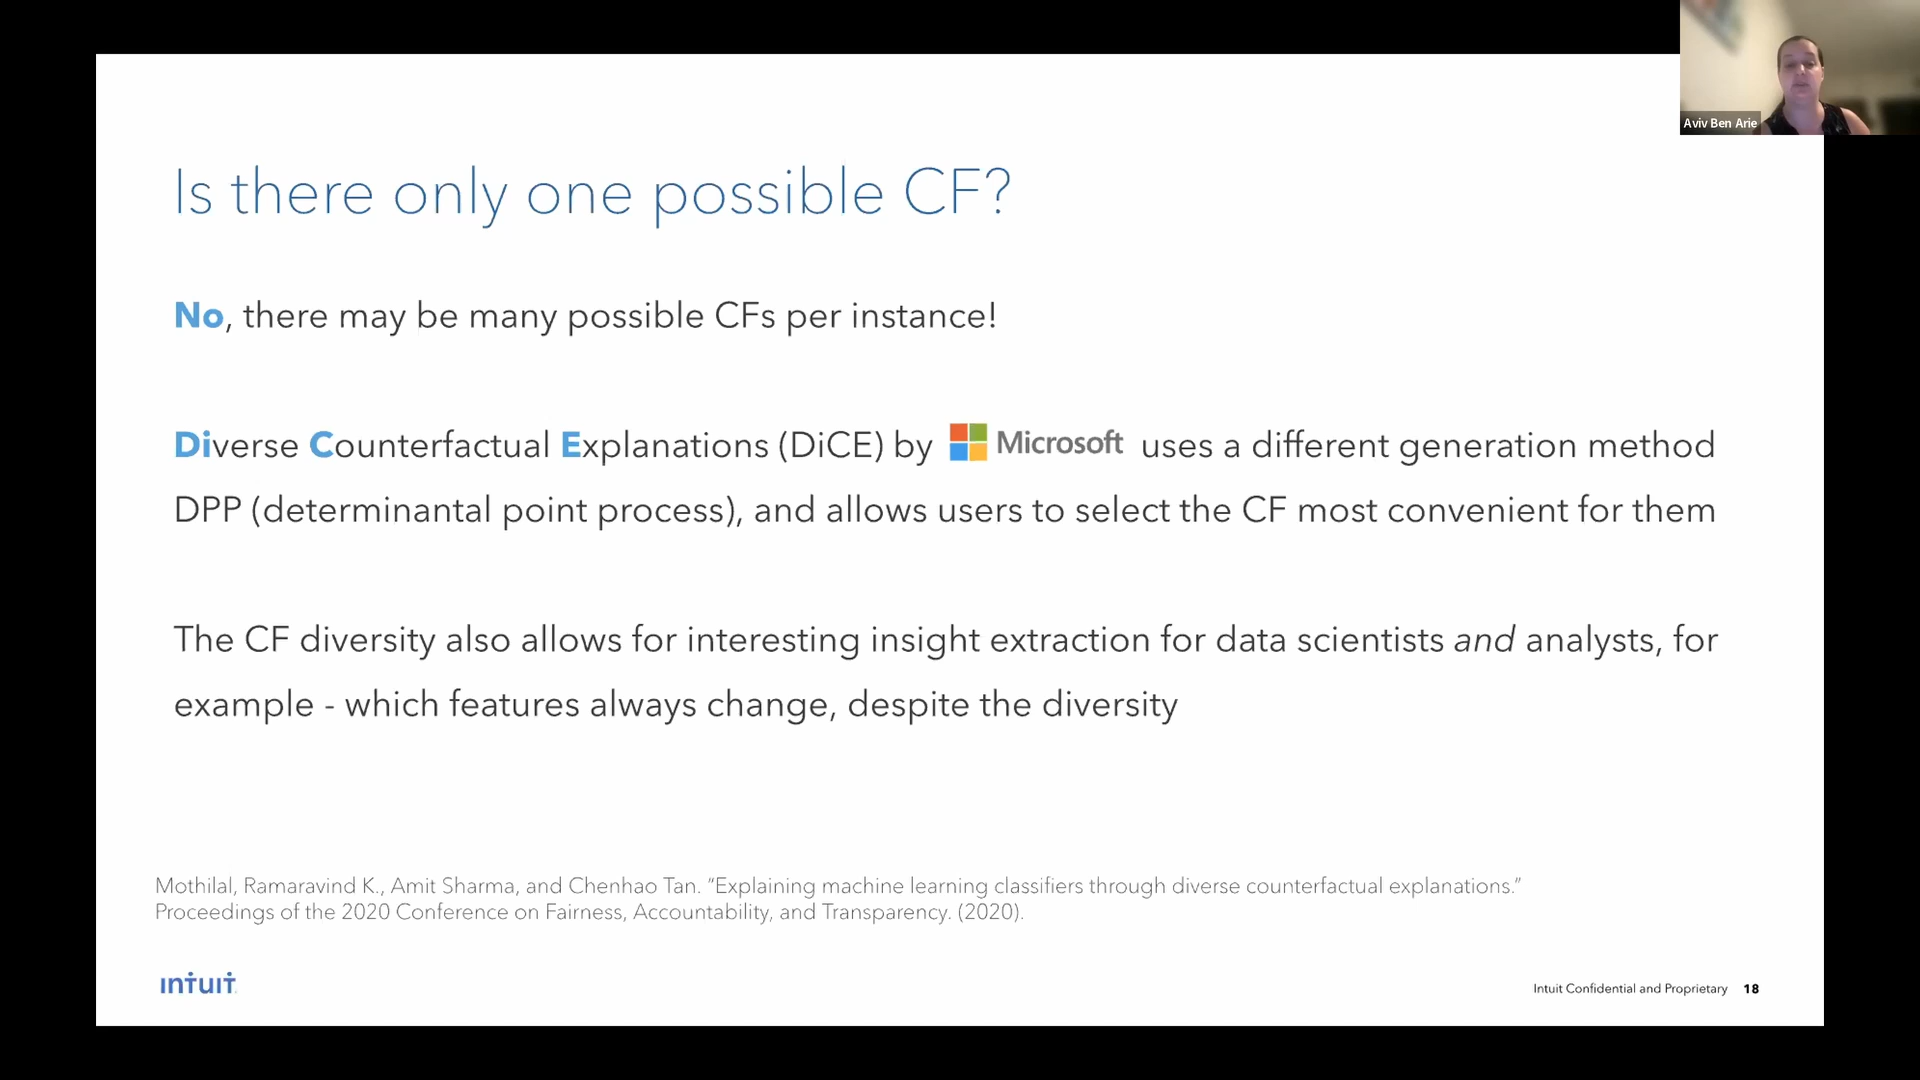 Aviv Ben Arie
Is there only one possible CF?
No, there may be many possible CFs per instance!
Diverse Counterfactual Explanations (DiCE) by Microsoft uses a different generation method
DPP (determinantal point process), and allows users to select the CF most convenient for them
The CF diversity also allows for interesting insight extraction for data scientists and analysts, for
example - which features always change, despite the diversity
Mothilal, Ramaravind K., Amit Sharma, and Chenhao Tan. “Explaining machine learning classifiers through diverse counterfactual explanations.”
Proceedings of the 2020 Conference on Fairness, Accountability, and Transparency. (2020).
intuit
Intuit Confidential and Proprietary 18